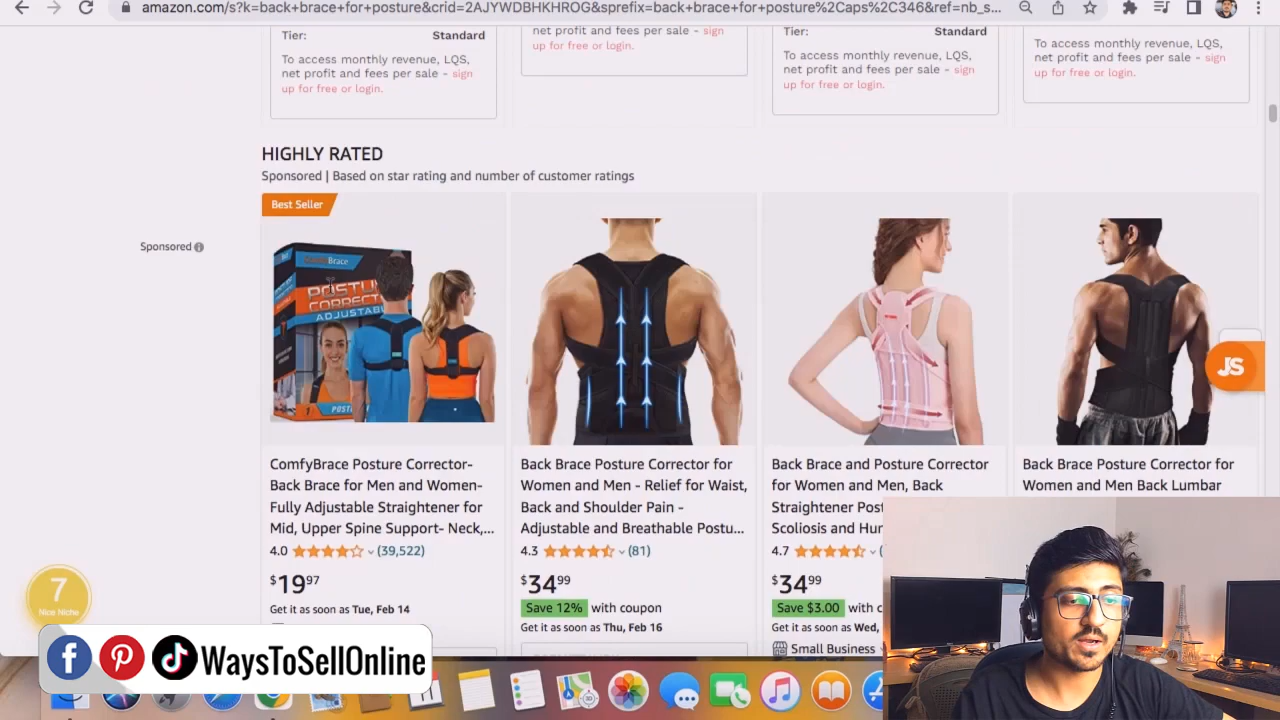 amazon.com/s?k=back+brace+for+posture&crid=2AJYWDBHKHROG&sprefix=back+brace+for+posture%2Caps%2C346&ref=nb_s...
Tier: Standard
To access monthly revenue, LQS,
net profit and fees per sale - sign
up for free or login.
net profit and fees per sale - sign
up for free or login.
Tier: Standard
To access monthly revenue, LQS,
net profit and fees per sale - sign
up for free or login.
To access monthly revenue, LQS,
net profit and fees per sale - sign
up for free or login.
HIGHLY RATED
Sponsored | Based on star rating and number of customer ratings
Sponsored
Best Seller
Brace
POSTU
CORRECT
ADJUSTABL
ComfyBrace Posture Corrector-
Back Brace for Men and Women-
Fully Adjustable Straightener for
Mid, Upper Spine Support- Neck,...
4.0 (39,522)
$19.97
Get it as soon as Tue, Feb 14
Back Brace Posture Corrector for
Women and Men - Relief for Waist,
Back and Shoulder Pain -
Adjustable and Breathable Postu...
4.3 (81)
$34.99
Save 12% with coupon
Get it as soon as Thu, Feb 16
Back Brace and Posture Corrector
for Women and Men, Back
Straightener Pos
Scoliosis and Hu
4.7
$34.99
Save $3.00 with c
Get it as soon as Wed,
Small Business
Back Brace Posture Corrector for
Women and Men Back Lumbar
JS
7
Nice Niche
WaysToSellOnline